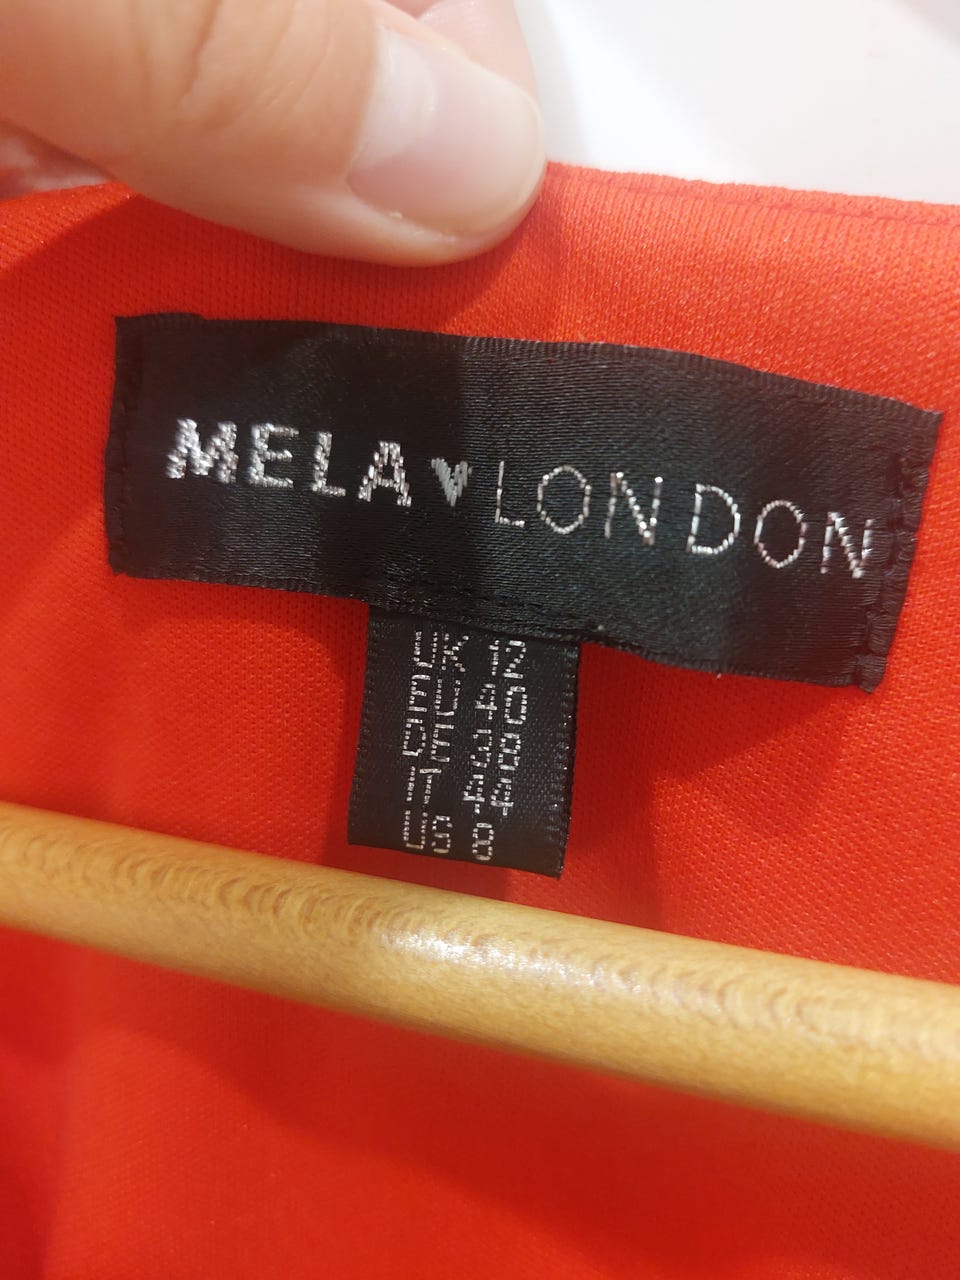 MELA♥LONDON
UK 12
EU 40
DE 38
IT 44
US 8